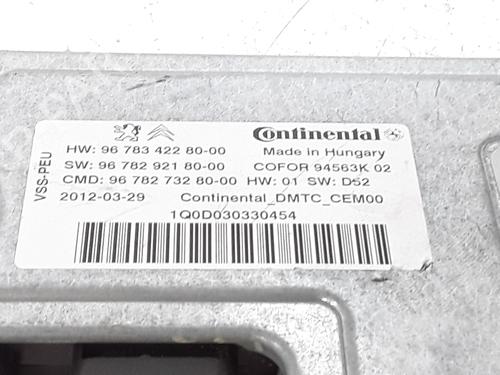 Continental
HW: 96 783 422 80-00
Made in Hungary
SW: 96 782 921 80-00
COFOR 94563K 02
CMD: 96 782 732 80-00
HW: 01 SW: D52
2012-03-29
Continental_DMTC_CEM00
1Q0D030330454
VSS-PEU